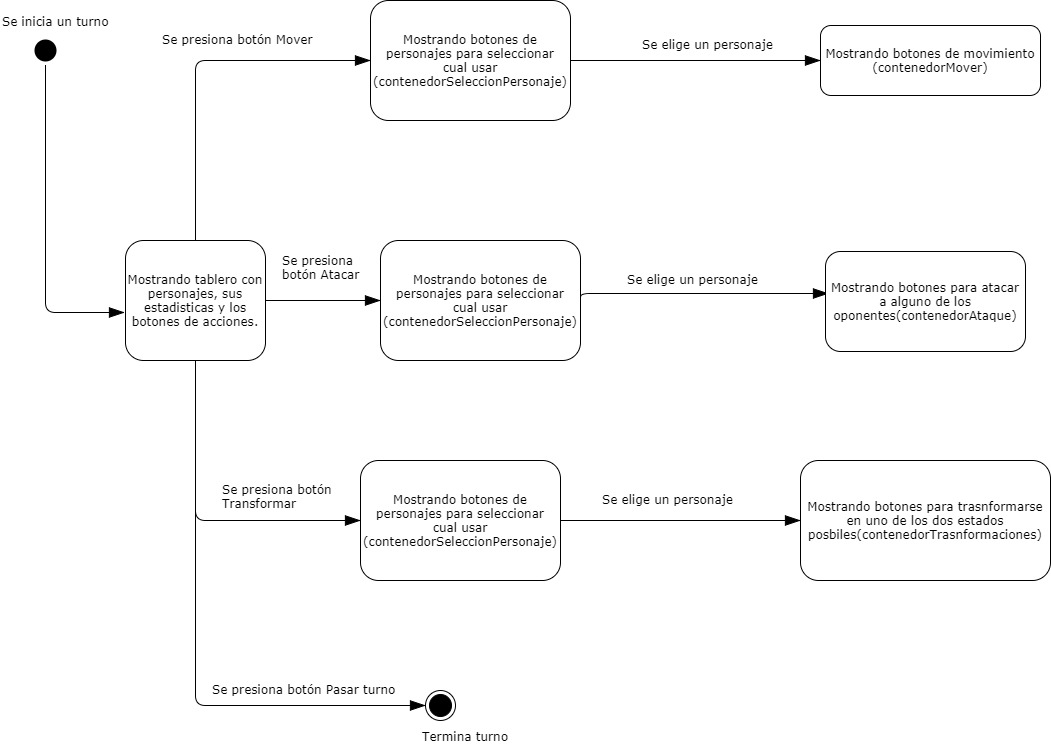 Se inicia un turno
Se presiona botón Mover
Mostrando botones de
personajes para seleccionar
cual usar
(contenedorSeleccionPersonaje)
Se elige un personaje
Mostrando botones de movimiento
(contenedorMover)
Mostrando tablero con
personajes, sus
estadisticas y los
botones de acciones.
Se presiona
botón Atacar
Mostrando botones de
personajes para seleccionar
cual usar
(contenedorSeleccionPersonaje)
Se elige un personaje
Mostrando botones para atacar
a alguno de los
oponentes(contenedorAtaque)
Se presiona botón
Transformar
Mostrando botones de
personajes para seleccionar
cual usar
(contenedorSeleccionPersonaje)
Se elige un personaje
Mostrando botones para trasnformarse
en uno de los dos estados
posbiles(contenedorTrasnformaciones)
Se presiona botón Pasar turno
Termina turno